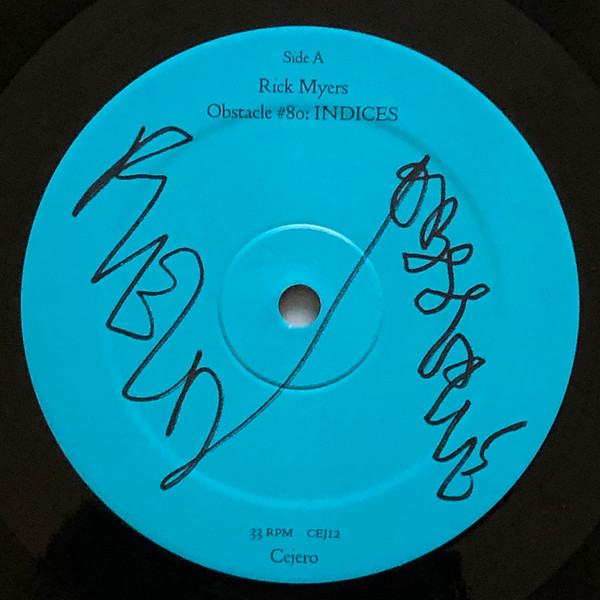 Side A
Rick Myers
Obstacle #80: INDICES
33 RPM CEJ12
Cejero